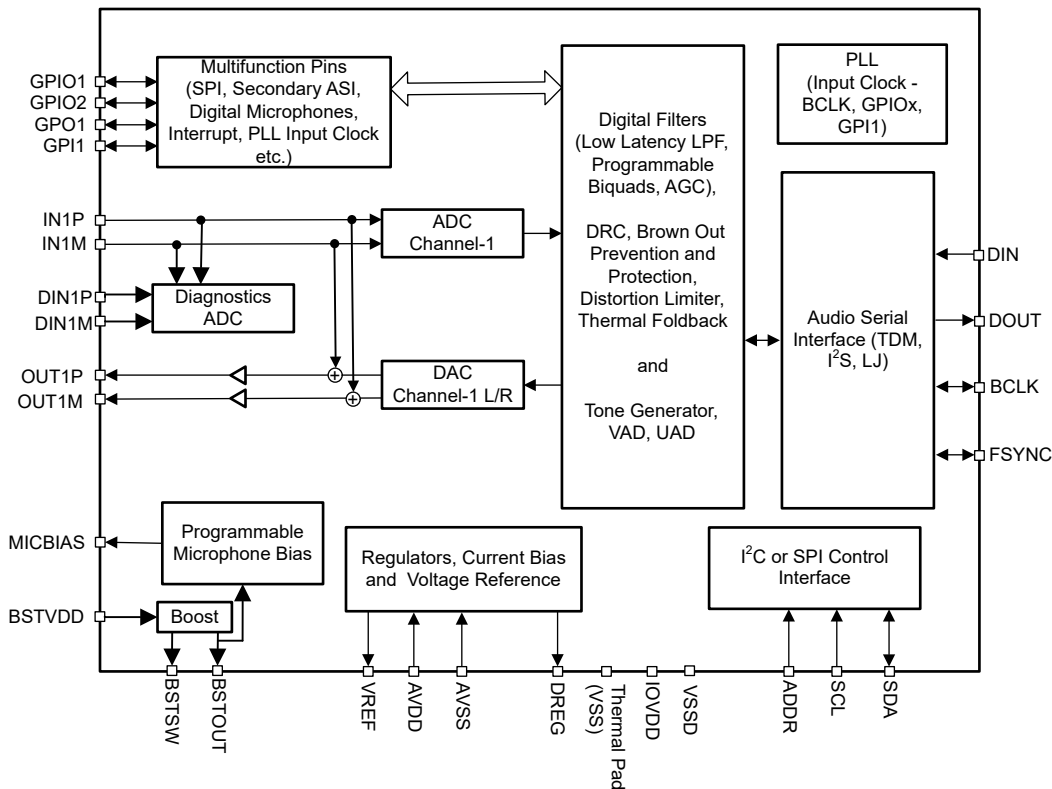 GPIO1
GPIO2
GPO1
GPI1
Multifunction Pins
(SPI, Secondary ASI,
Digital Microphones,
Interrupt, PLL Input Clock
etc.)
IN1P
IN1M
ADC
Channel-1
DIN1P
DIN1M
Diagnostics
ADC
OUT1P
OUT1M
DAC
Channel-1 L/R
Digital Filters
(Low Latency LPF,
Programmable
Biquads, AGC),
DRC, Brown Out
Prevention and
Protection,
Distortion Limiter,
Thermal Foldback
and
Tone Generator,
VAD, UAD
PLL
(Input Clock -
BCLK, GPIOx,
GPI1)
Audio Serial
Interface (TDM,
I²S, LJ)
DIN
DOUT
BCLK
FSYNC
MICBIAS
Programmable
Microphone Bias
BSTVDD
Boost
Regulators, Current Bias
and Voltage Reference
I²C or SPI Control
Interface
BSTSW
BSTOUT
VREF
AVDD
AVSS
DREG
Thermal Pad
(VSS)
IOVDD
VSSD
ADDR
SCL
SDA